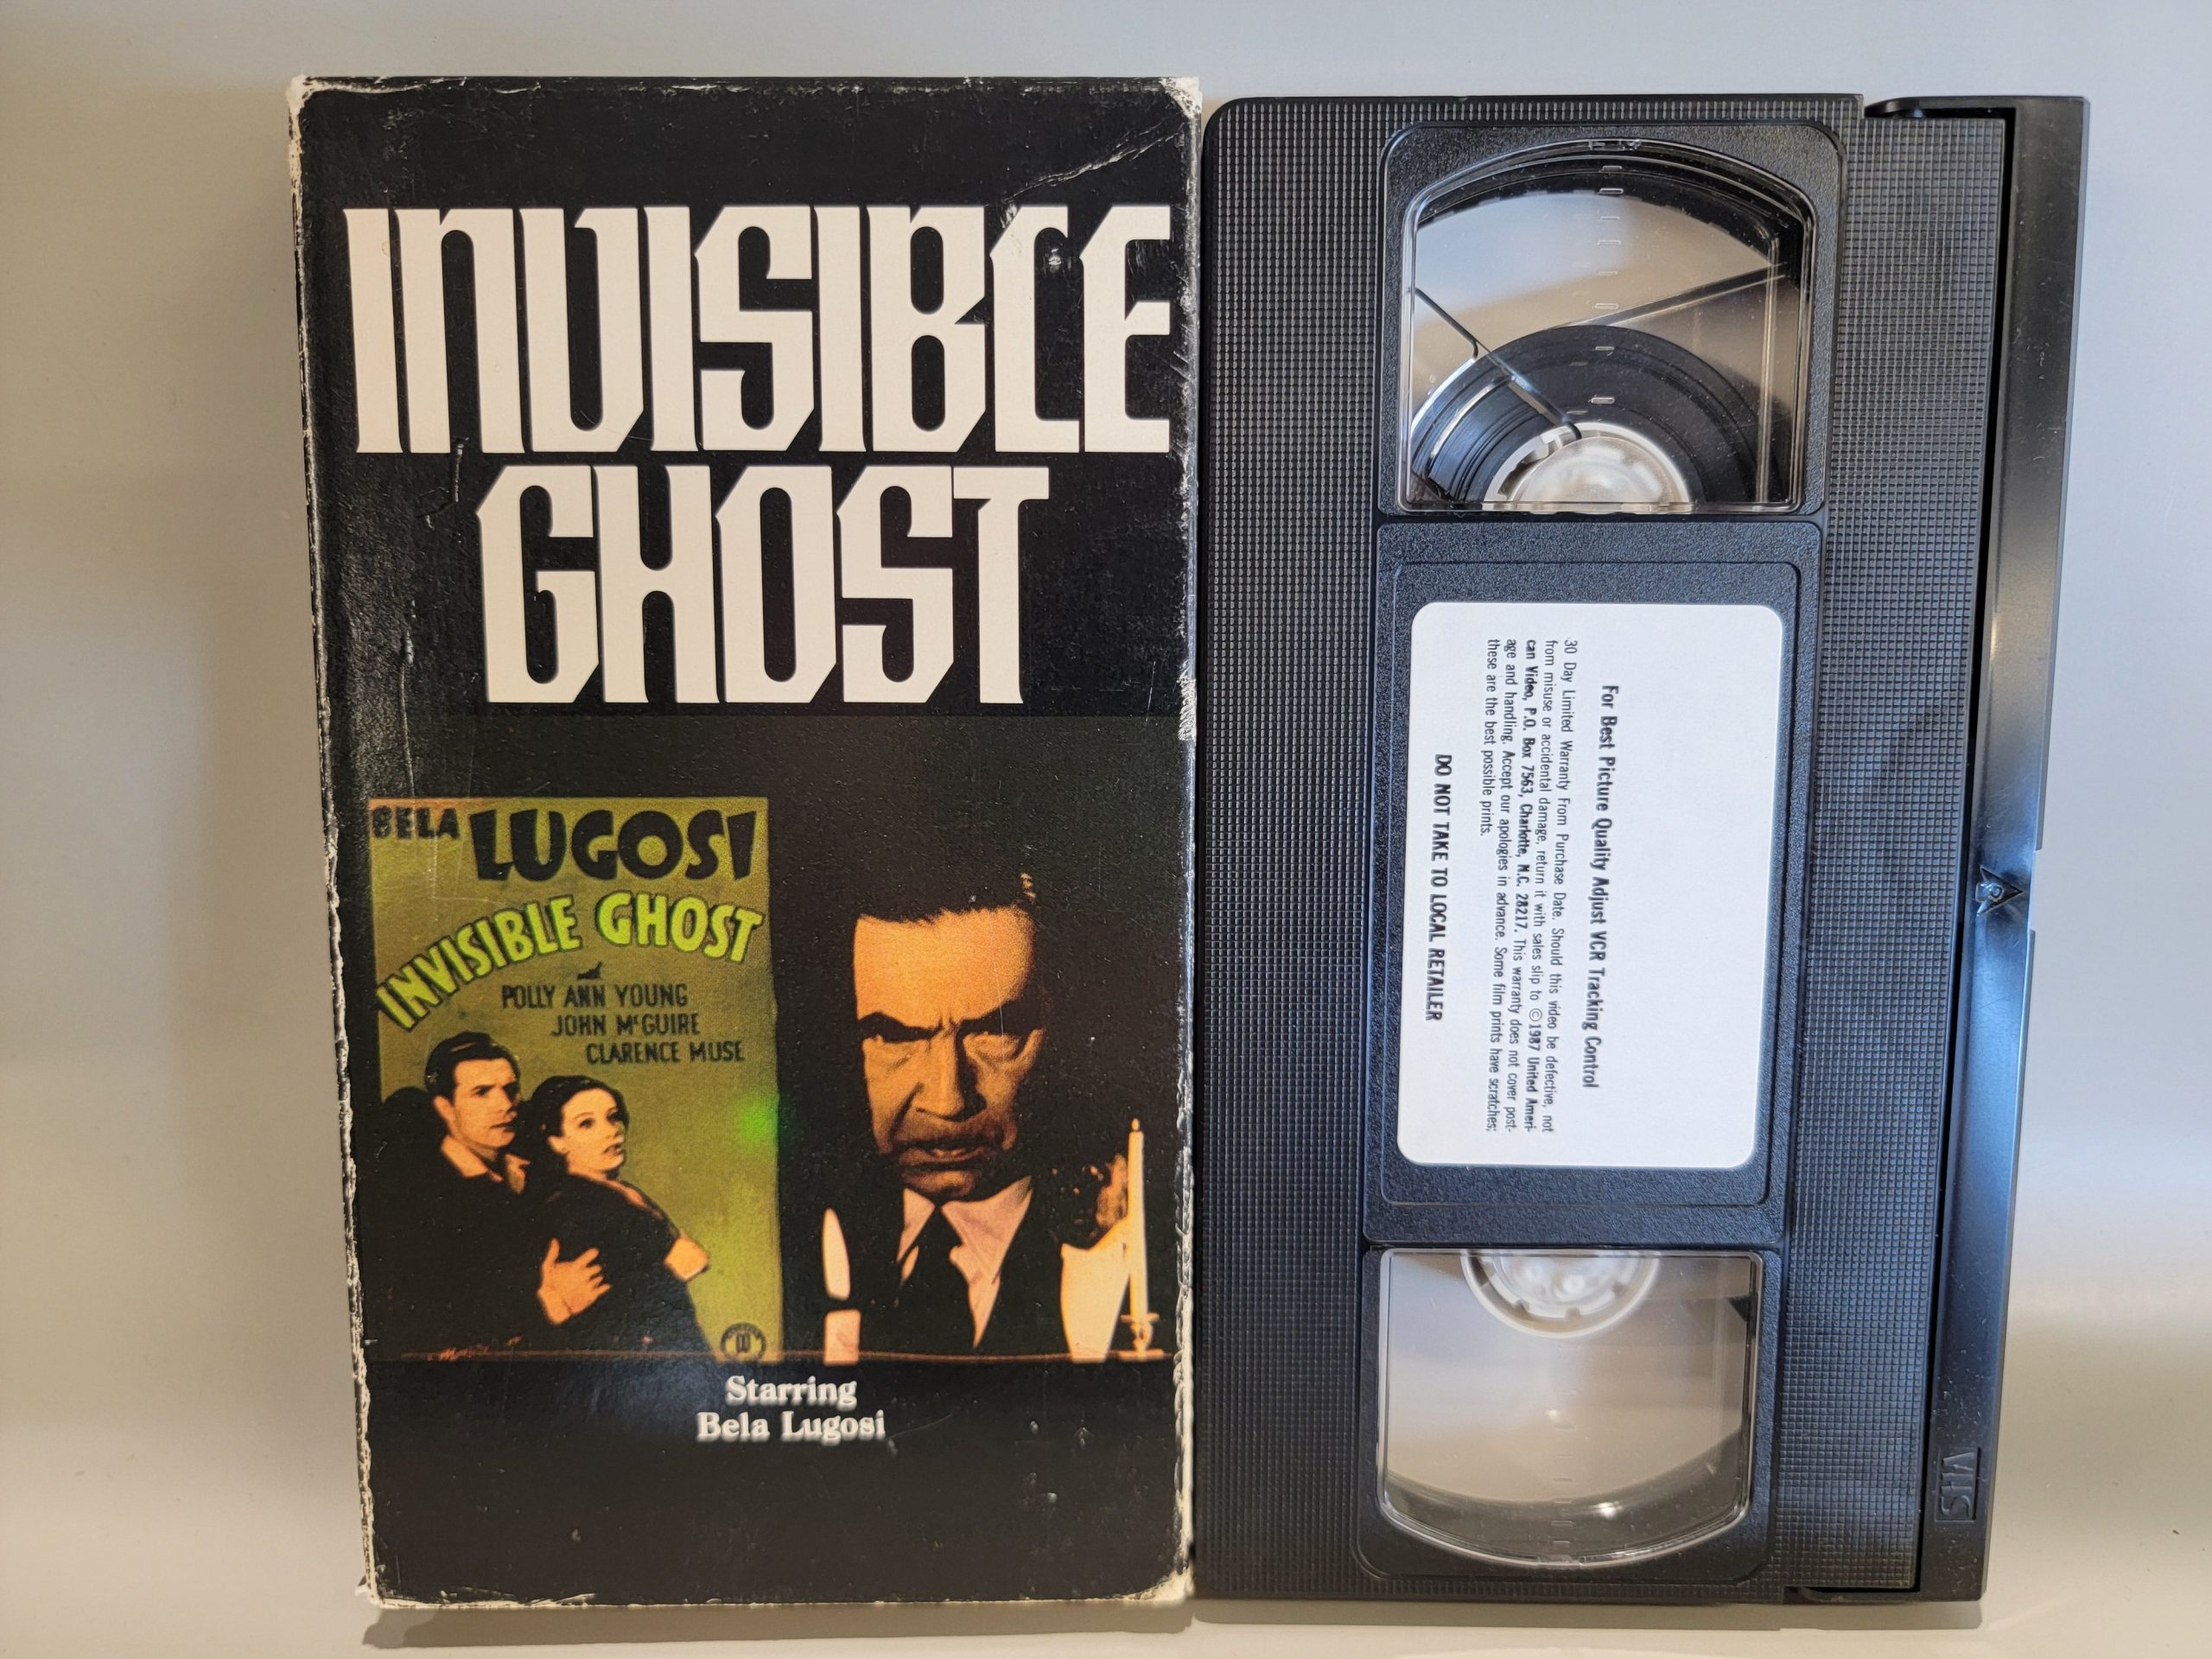 INVISIBLE
GHOST
BELA LUGOSI
INVISIBLE GHOST
POLLY ANN YOUNG
JOHN McGUIRE
CLARENCE MUSE
Starring
Bela Lugosi
For Best Picture Quality Adjust VCR Tracking Control
30 Day Limited Warranty From Purchase Date. Should this video be defective, not
from misuse or accidental damage, return it with sales slip to ©1987 United Ameri-
can Video, P.O. Box 7563, Charlotte, N.C. 28217. This warranty does not cover post-
age and handling. Accept our apologies in advance. Some film prints have scratches;
these are the best possible prints.
DO NOT TAKE TO LOCAL RETAILER
VHS